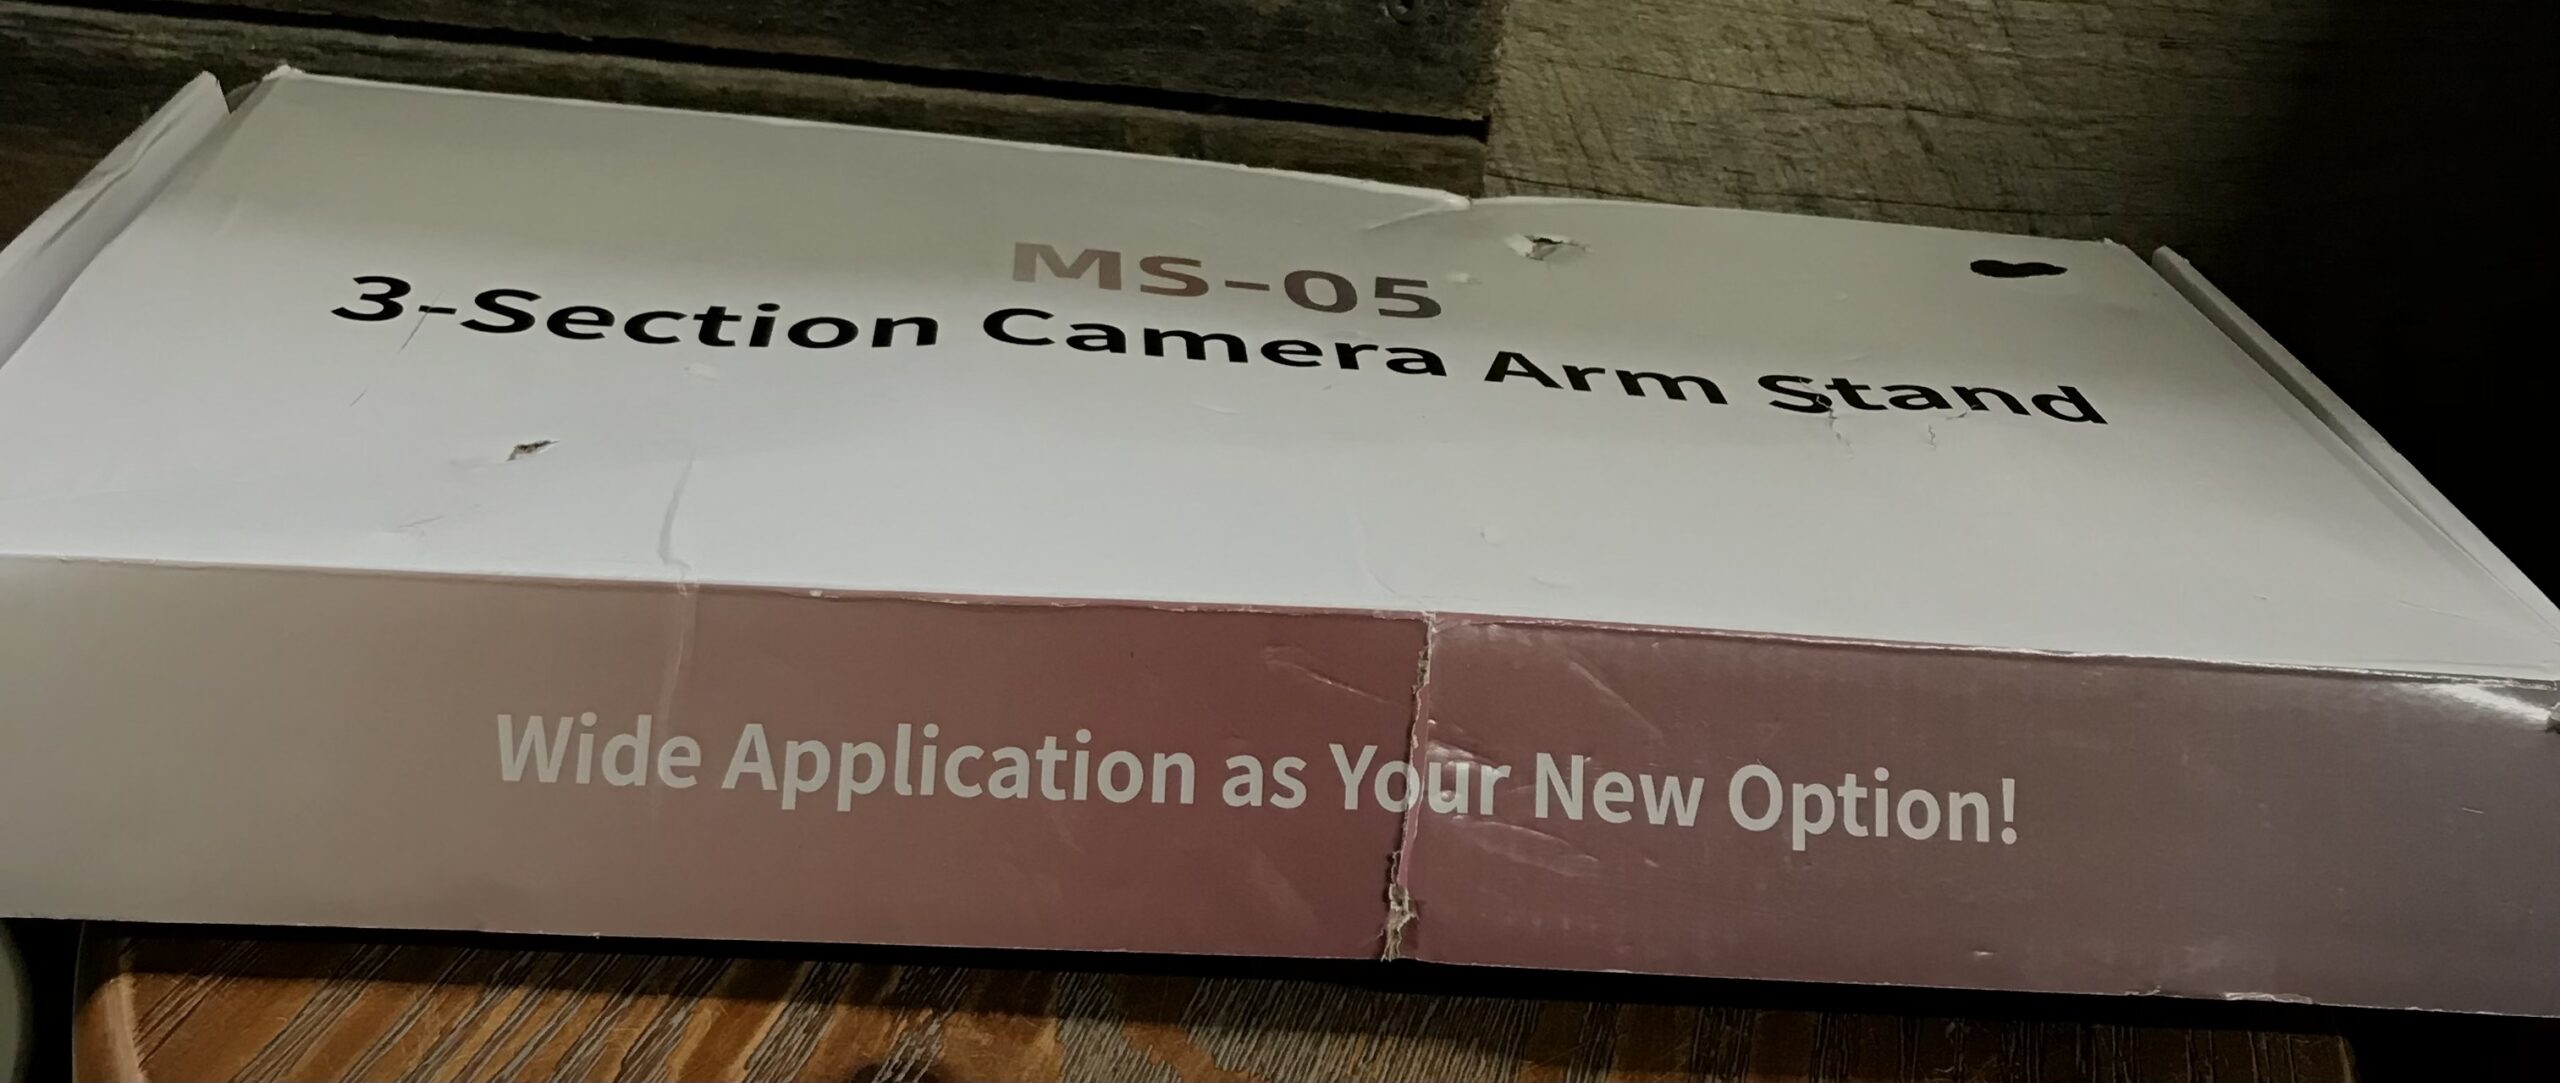 MS-05
3-Section Camera Arm Stand
Wide Application as Your New Option!